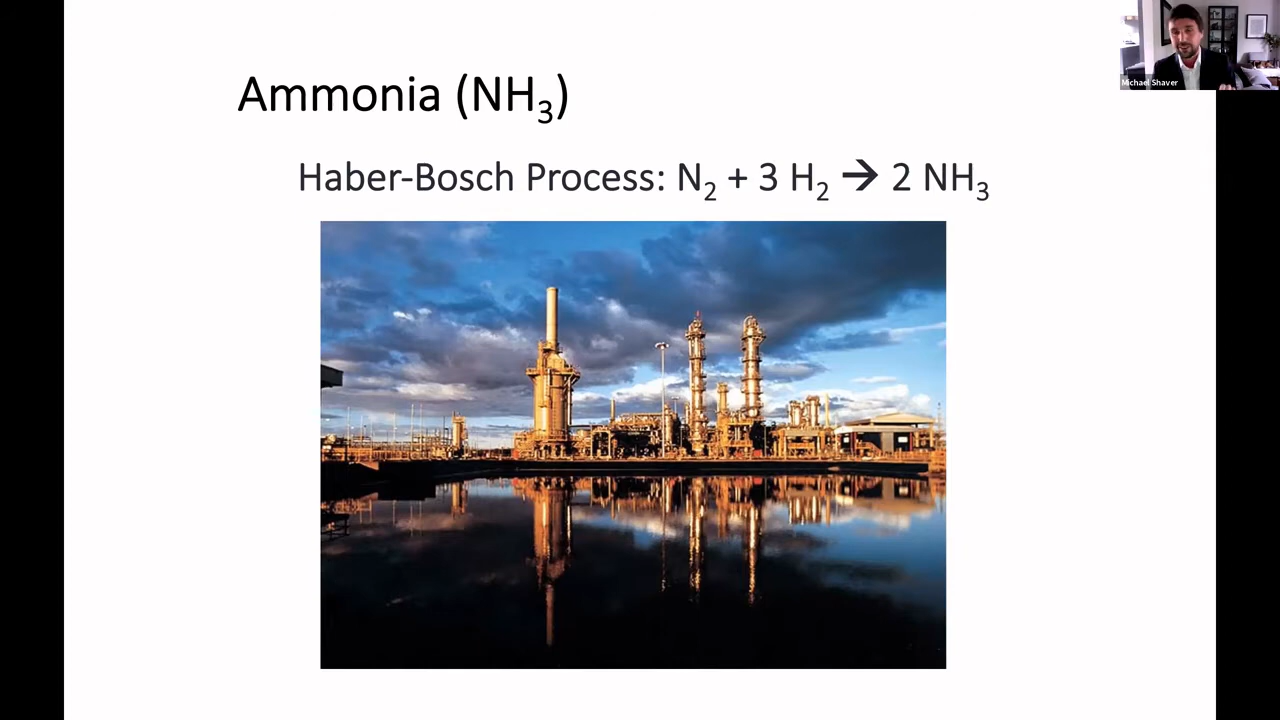 Michael Shaver
Ammonia (NH₃)
Haber-Bosch Process: N₂ + 3 H₂ → 2 NH₃